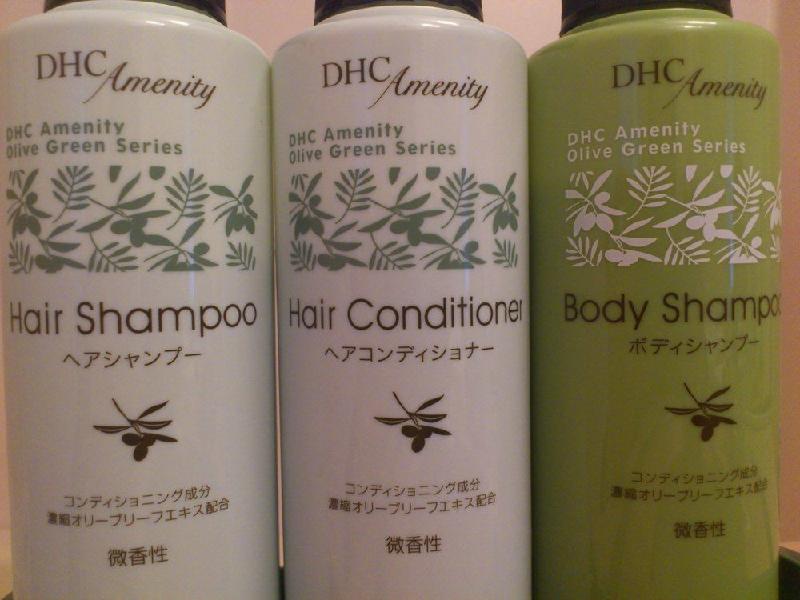 DHC Amenity
DHC Amenity
Olive Green Series
Hair Shampoo
ヘアシャンプー
コンディショニング成分
濃縮オリーブリーフエキス配合
微香性
DHC Amenity
DHC Amenity
Olive Green Series
Hair Conditioner
ヘアコンディショナー
コンディショニング成分
濃縮オリーブリーフエキス配合
微香性
DHC Amenity
DHC Amenity
Olive Green Series
Body Shampoo
ボディシャンプー
コンディショニング成分
濃縮オリーブリーフエキス配合
微香性